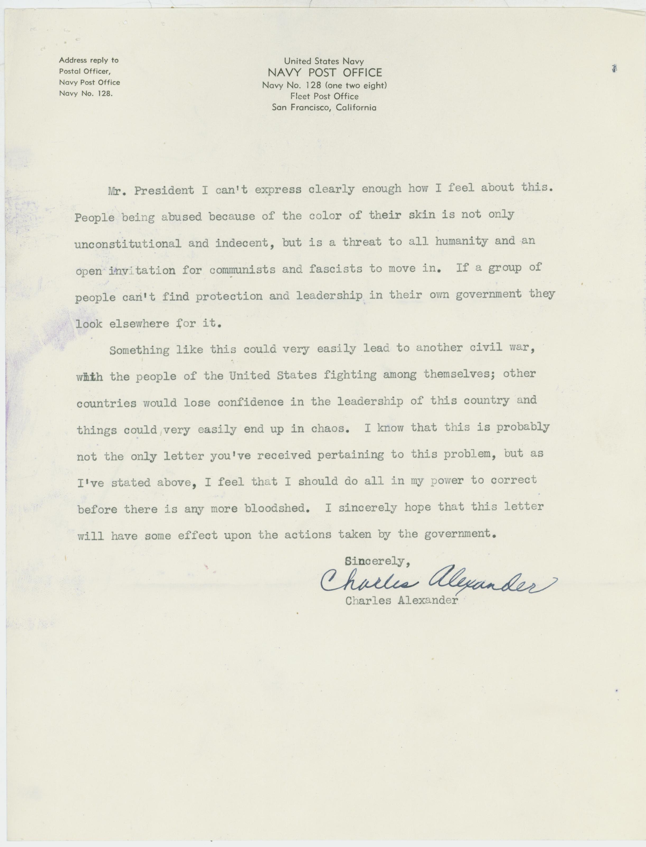 Address reply to
Postal Officer,
Navy Post Office
Navy No. 128.
United States Navy
NAVY POST OFFICE
Navy No. 128 (one two eight)
Fleet Post Office
San Francisco, California
Mr. President I can't express clearly enough how I feel about this.
People being abused because of the color of their skin is not only
unconstitutional and indecent, but is a threat to all humanity and an
open invitation for communists and fascists to move in. If a group of
people can't find protection and leadership in their own government they
look elsewhere for it.
Something like this could very easily lead to another civil war,
with the people of the United States fighting among themselves; other
countries would lose confidence in the leadership of this country and
things could very easily end up in chaos. I know that this is probably
not the only letter you've received pertaining to this problem, but as
I've stated above, I feel that I should do all in my power to correct
before there is any more bloodshed. I sincerely hope that this letter
will have some effect upon the actions taken by the government.
Sincerely,
Charles Alexander
Charles Alexander